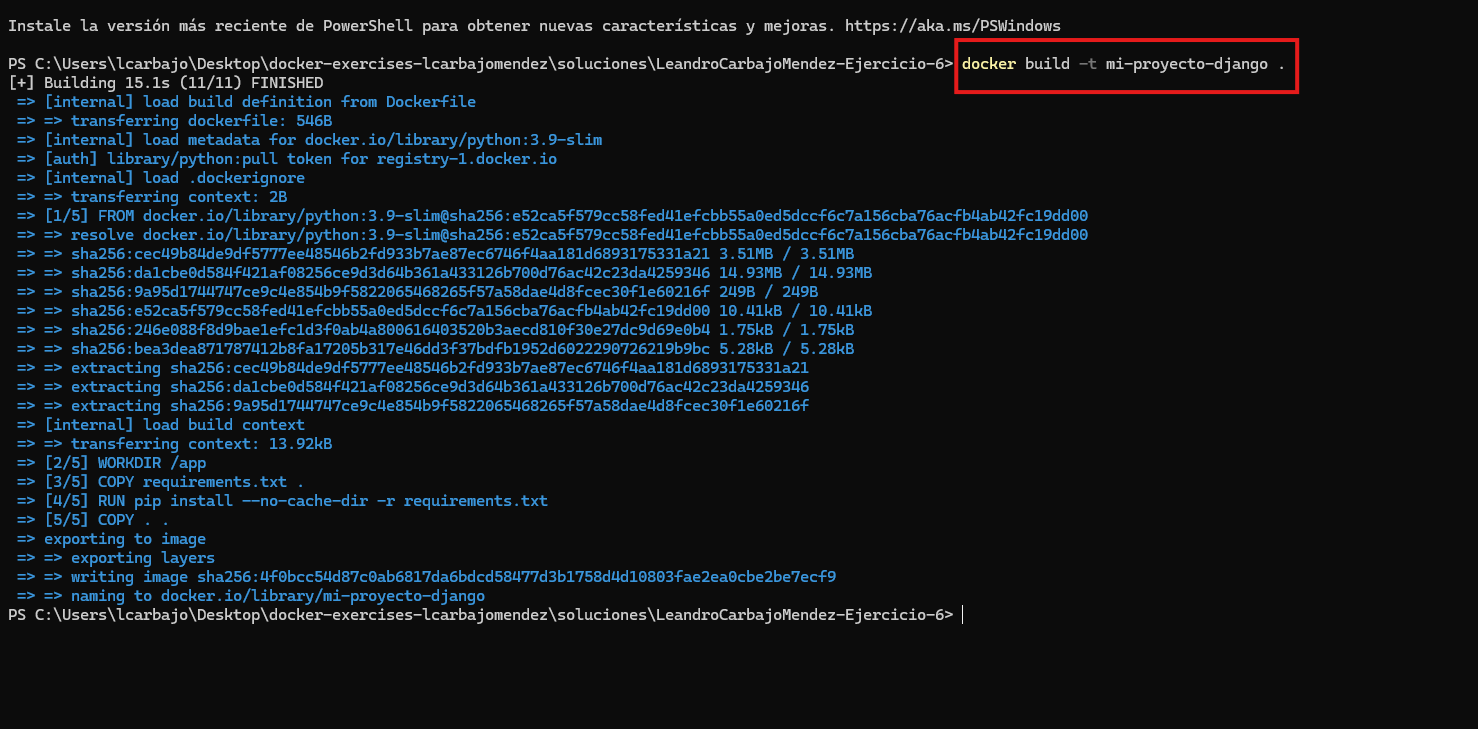 Instale la versión más reciente de PowerShell para obtener nuevas características y mejoras. https://aka.ms/PSWindows
PS C:\Users\lcarbajo\Desktop\docker-exercises-lcarbajomendez\soluciones\LeandroCarbajoMendez-Ejercicio-6> docker build -t mi-proyecto-django .
[+] Building 15.1s (11/11) FINISHED
=> [internal] load build definition from Dockerfile
=> => transferring dockerfile: 546B
=> [internal] load metadata for docker.io/library/python:3.9-slim
=> [auth] library/python:pull token for registry-1.docker.io
=> [internal] load .dockerignore
=> => transferring context: 2B
=> [1/5] FROM docker.io/library/python:3.9-slim@sha256:e52ca5f579cc58fed41efcbb55a0ed5dccf6c7a156cba76acfb4ab42fc19dd00
=> => resolve docker.io/library/python:3.9-slim@sha256:e52ca5f579cc58fed41efcbb55a0ed5dccf6c7a156cba76acfb4ab42fc19dd00
=> => sha256:cec49b84de9df5777ee48546b2fd933b7ae87ec6746f4aa181d6893175331a21 3.51MB / 3.51MB
=> => sha256:da1cbe0d584f421af08256ce9d3d64b361a433126b700d76ac42c23da4259346 14.93MB / 14.93MB
=> => sha256:9a95d1744747ce9c4e854b9f5822065468265f57a58dae4d8fcec30f1e60216f 249B / 249B
=> => sha256:e52ca5f579cc58fed41efcbb55a0ed5dccf6c7a156cba76acfb4ab42fc19dd00 10.41kB / 10.41kB
=> => sha256:246e088f8d9bae1efc1d3f0ab4a800616403520b3aecd810f30e27dc9d69e0b4 1.75kB / 1.75kB
=> => sha256:bea3dea871787412b8fa17205b317e46dd3f37bdfb1952d6022290726219b9bc 5.28kB / 5.28kB
=> => extracting sha256:cec49b84de9df5777ee48546b2fd933b7ae87ec6746f4aa181d6893175331a21
=> => extracting sha256:da1cbe0d584f421af08256ce9d3d64b361a433126b700d76ac42c23da4259346
=> => extracting sha256:9a95d1744747ce9c4e854b9f5822065468265f57a58dae4d8fcec30f1e60216f
=> [internal] load build context
=> => transferring context: 13.92kB
=> [2/5] WORKDIR /app
=> [3/5] COPY requirements.txt .
=> [4/5] RUN pip install --no-cache-dir -r requirements.txt
=> [5/5] COPY . .
=> exporting to image
=> => exporting layers
=> => writing image sha256:4f0bcc54d87c0ab6817da6bdcd58477d3b1758d4d10803fae2ea0cbe2be7ecf9
=> => naming to docker.io/library/mi-proyecto-django
PS C:\Users\lcarbajo\Desktop\docker-exercises-lcarbajomendez\soluciones\LeandroCarbajoMendez-Ejercicio-6>